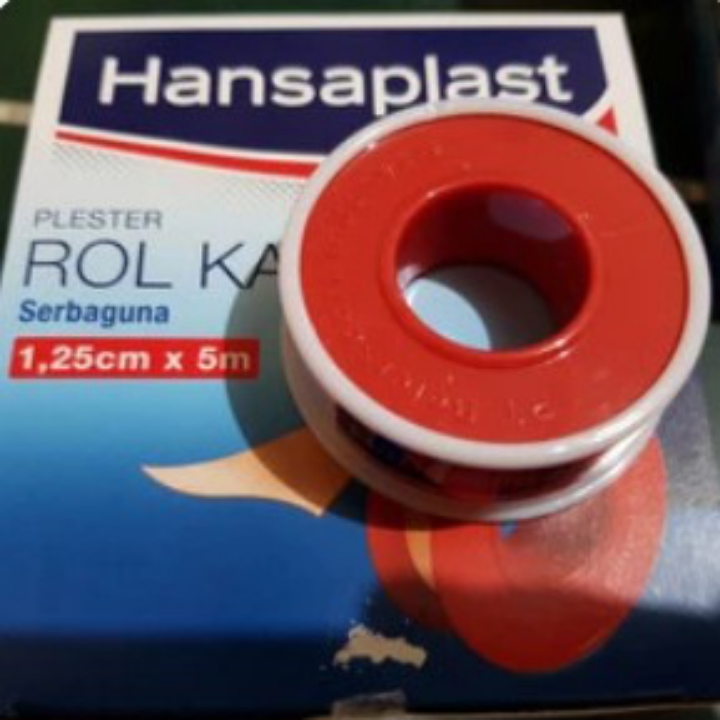 Hansaplast
PLESTER
ROL KA
Serbaguna
1,25cm x 5m